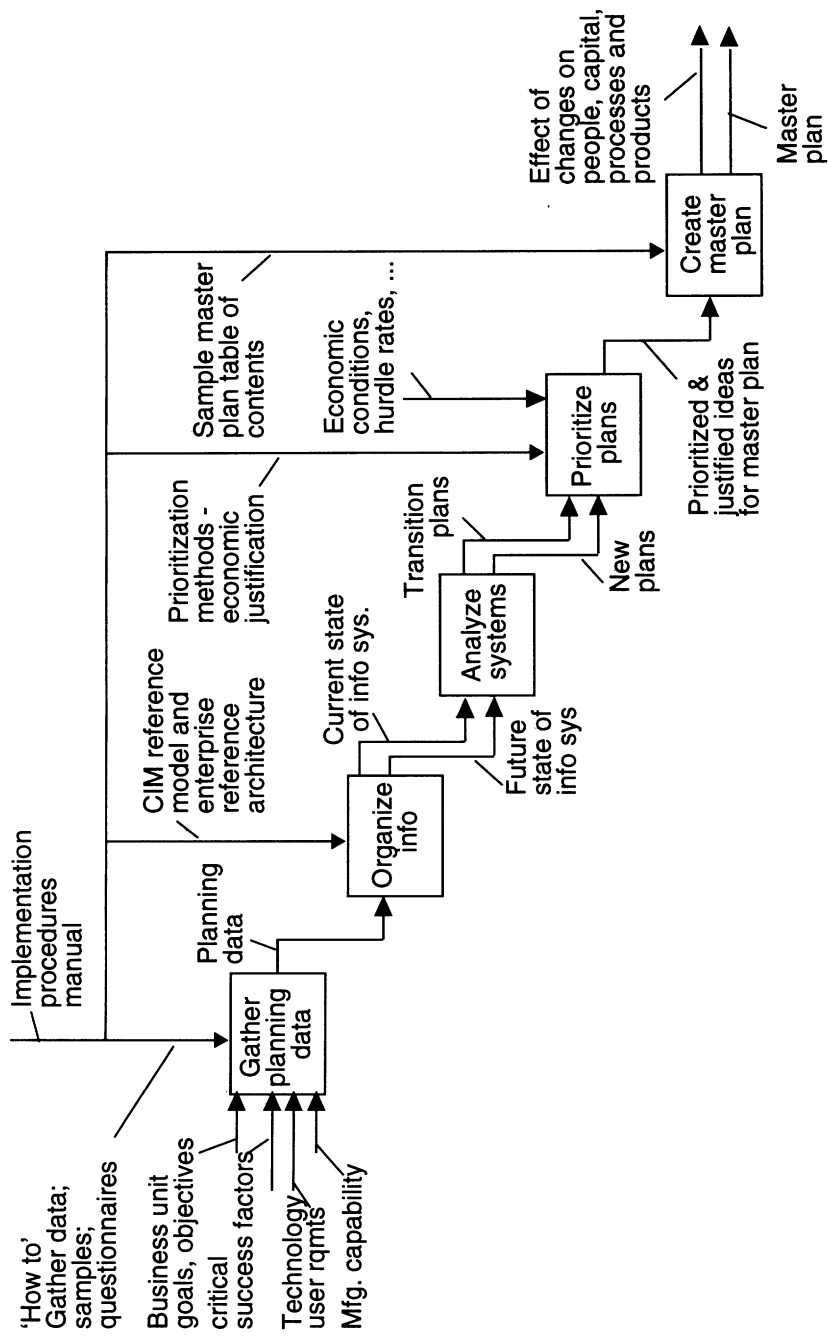 Implementation
procedures
manual
'How to'
Gather data;
samples;
questionnaires
Business unit
goals, objectives
critical
success factors
Technology
user rqmts
Mfg. capability
Gather
planning
data
Planning
data
CIM reference
model and
enterprise
reference
architecture
Organize
info
Current state
of info sys.
Future
state of
info sys
Prioritization
methods -
economic
justification
Analyze
systems
Transition
plans
New
plans
Sample master
plan table of
contents
Economic
conditions,
hurdle rates, ...
Prioritize
plans
Prioritized &
justified ideas
for master plan
Create
master
plan
Effect of
changes on
people, capital,
processes and
products
Master
plan